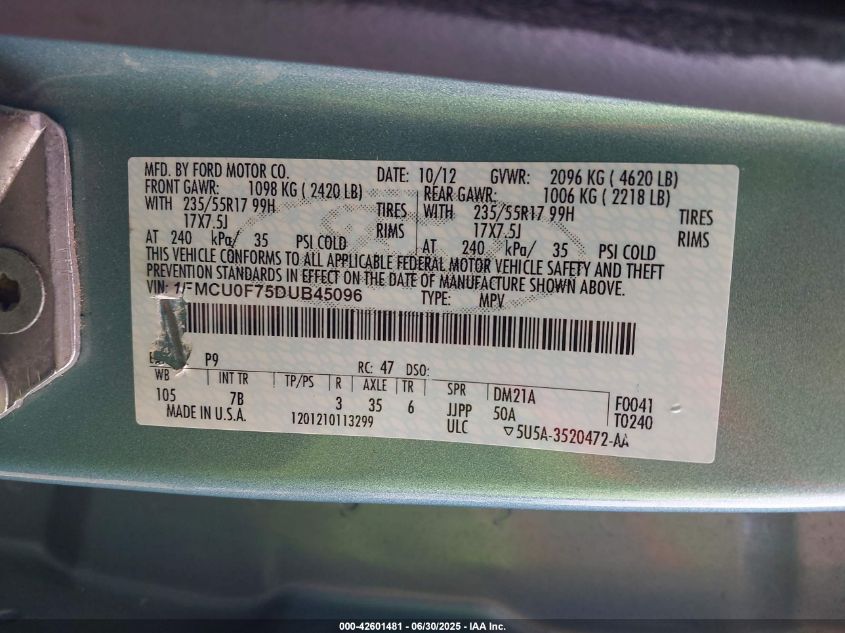 MFD. BY FORD MOTOR CO. DATE: 10/12 GVWR: 2096 KG ( 4620 LB)
FRONT GAWR: 1098 KG ( 2420 LB) REAR GAWR: 1006 KG ( 2218 LB)
WITH 235/55R17 99H TIRES WITH 235/55R17 99H TIRES
17X7.5J RIMS 17X7.5J RIMS
AT 240 kPa/ 35 PSI COLD AT 240 kPa/ 35 PSI COLD
THIS VEHICLE CONFORMS TO ALL APPLICABLE FEDERAL MOTOR VEHICLE SAFETY AND THEFT
PREVENTION STANDARDS IN EFFECT ON THE DATE OF MANUFACTURE SHOWN ABOVE.
VIN: 1FMCU0F75DUB45096 TYPE: MPV
P9 RC: 47 DSO:
WB INT TR TP/PS R AXLE TR SPR DM21A F0041
105 7B 3 35 6 JJPP 50A T0240
MADE IN U.S.A. 1201210113299 ULC ▽5U5A-3520472-AA
000-42601481 - 06/30/2025 - IAA Inc.